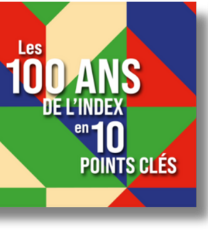 Les
100 ANS
DE L'INDEX
en 10
POINTS CLÉS